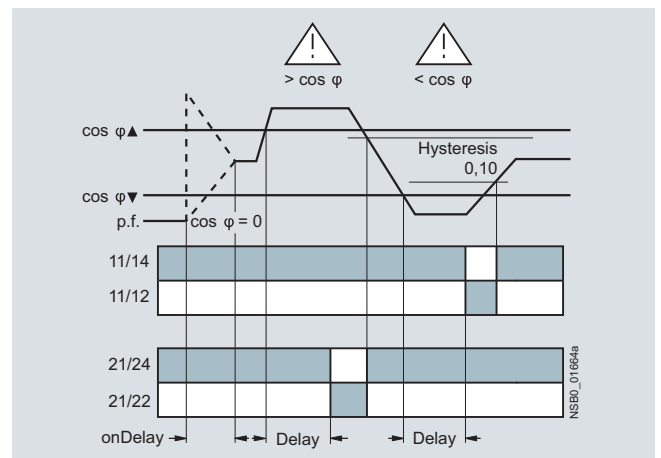 > cos φ
< cos φ
cos φ▲
Hysteresis
0,10
cos φ▼
p.f.
cos φ = 0
11/14
11/12
21/24
21/22
onDelay
Delay
Delay
NSB0_01664a